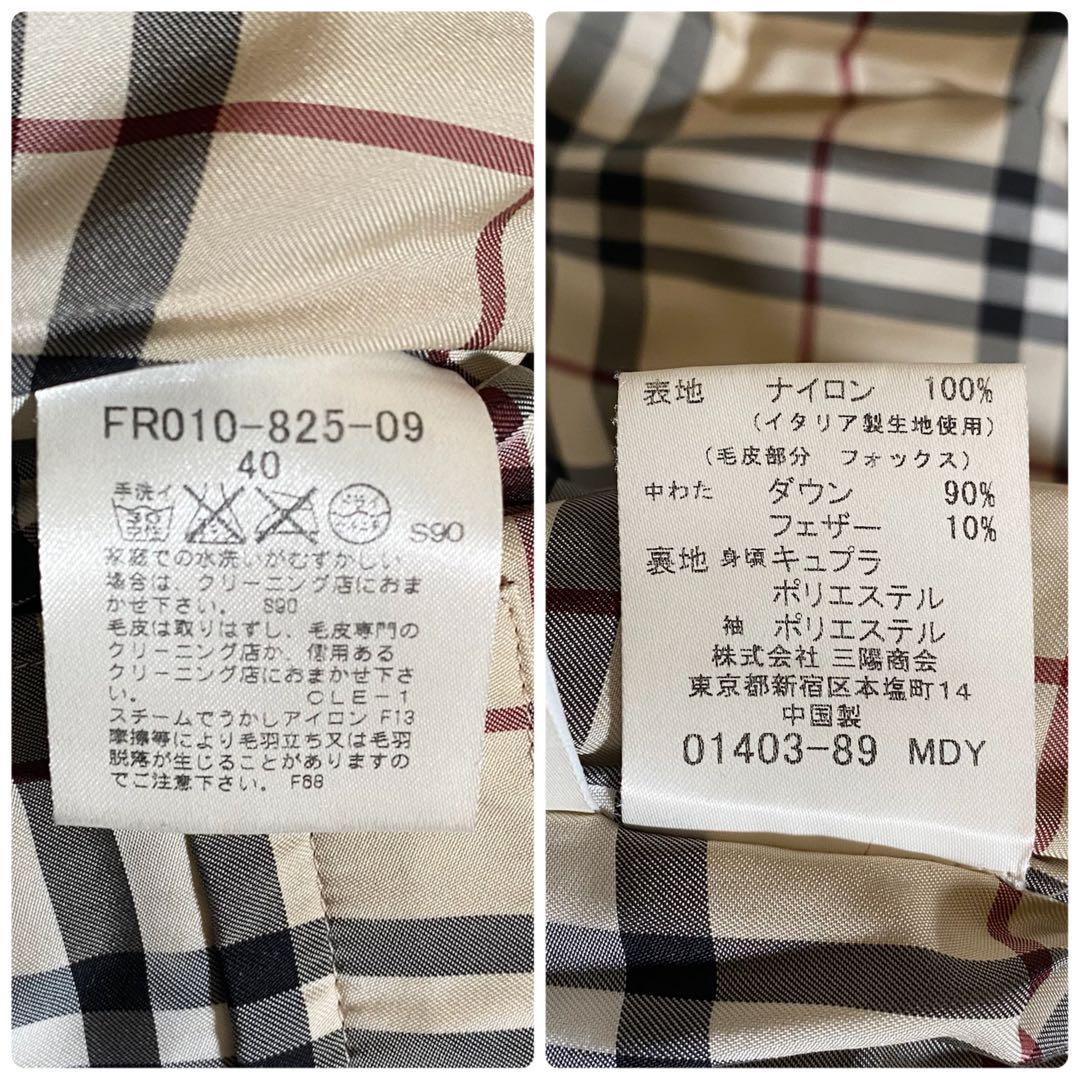 FR010-825-09
40
手洗イ
S90
家庭での水洗いがむずかしい
場合は、クリーニング店におま
かせ下さい。 S90
毛皮は取りはずし、毛皮専門の
クリーニング店か、信用ある
クリーニング店におまかせ下さ
い。 CLE-1
スチームでうかしアイロン F13
摩擦等により毛羽立ち又は毛羽
脱落が生じることがありますの
でご注意下さい。 F68
表地 ナイロン 100%
(イタリア製生地使用)
(毛皮部分 フォックス)
中わた ダウン 90%
フェザー 10%
裏地 身頃 キュプラ
ポリエステル
袖 ポリエステル
株式会社 三陽商会
東京都新宿区本塩町14
中国製
01403-89 MDY